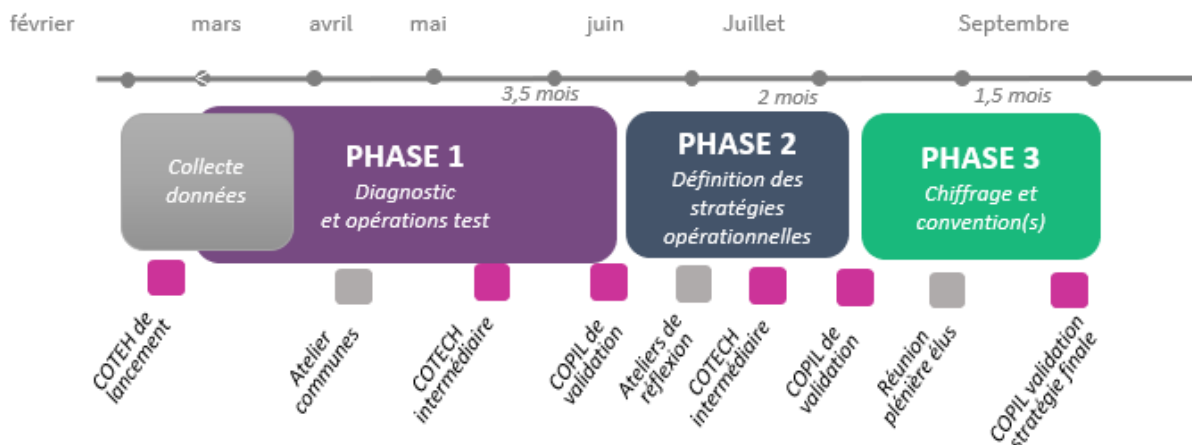 février mars avril mai juin Juillet Septembre
3,5 mois 2 mois 1,5 mois
Collecte
données
PHASE 1
Diagnostic
et opérations test
PHASE 2
Définition des
stratégies
opérationnelles
PHASE 3
Chiffrage et
convention(s)
COTEH de
lancement
Atelier
communes
COTECH
intermédiaire
COPIL de
validation
Ateliers de
réflexion
COTECH
intermédiaire
COPIL de
validation
Réunion
plénière élus
COPIL validation
stratégie finale